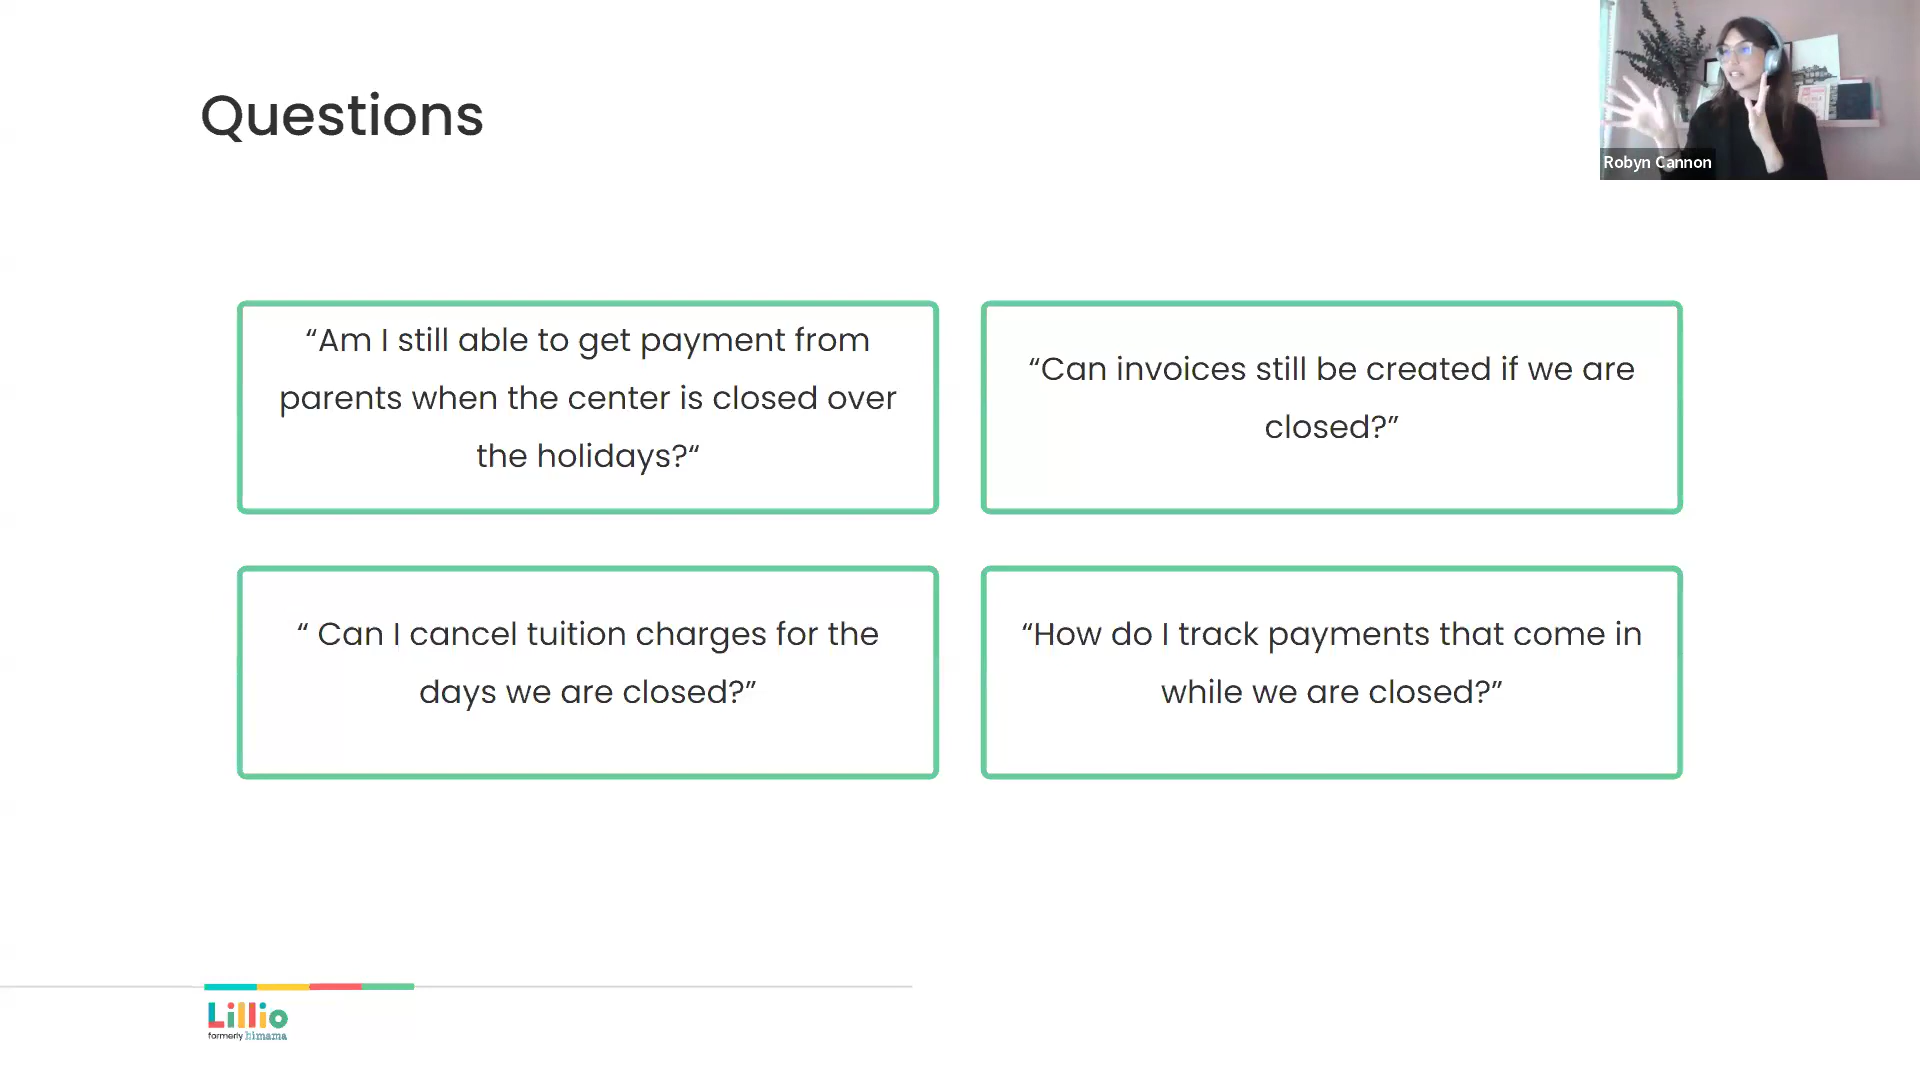 Questions
Robyn Cannon
“Am I still able to get payment from
parents when the center is closed over
the holidays?“
“Can invoices still be created if we are
closed?”
“ Can I cancel tuition charges for the
days we are closed?”
“How do I track payments that come in
while we are closed?”
Lillio
formerly himama